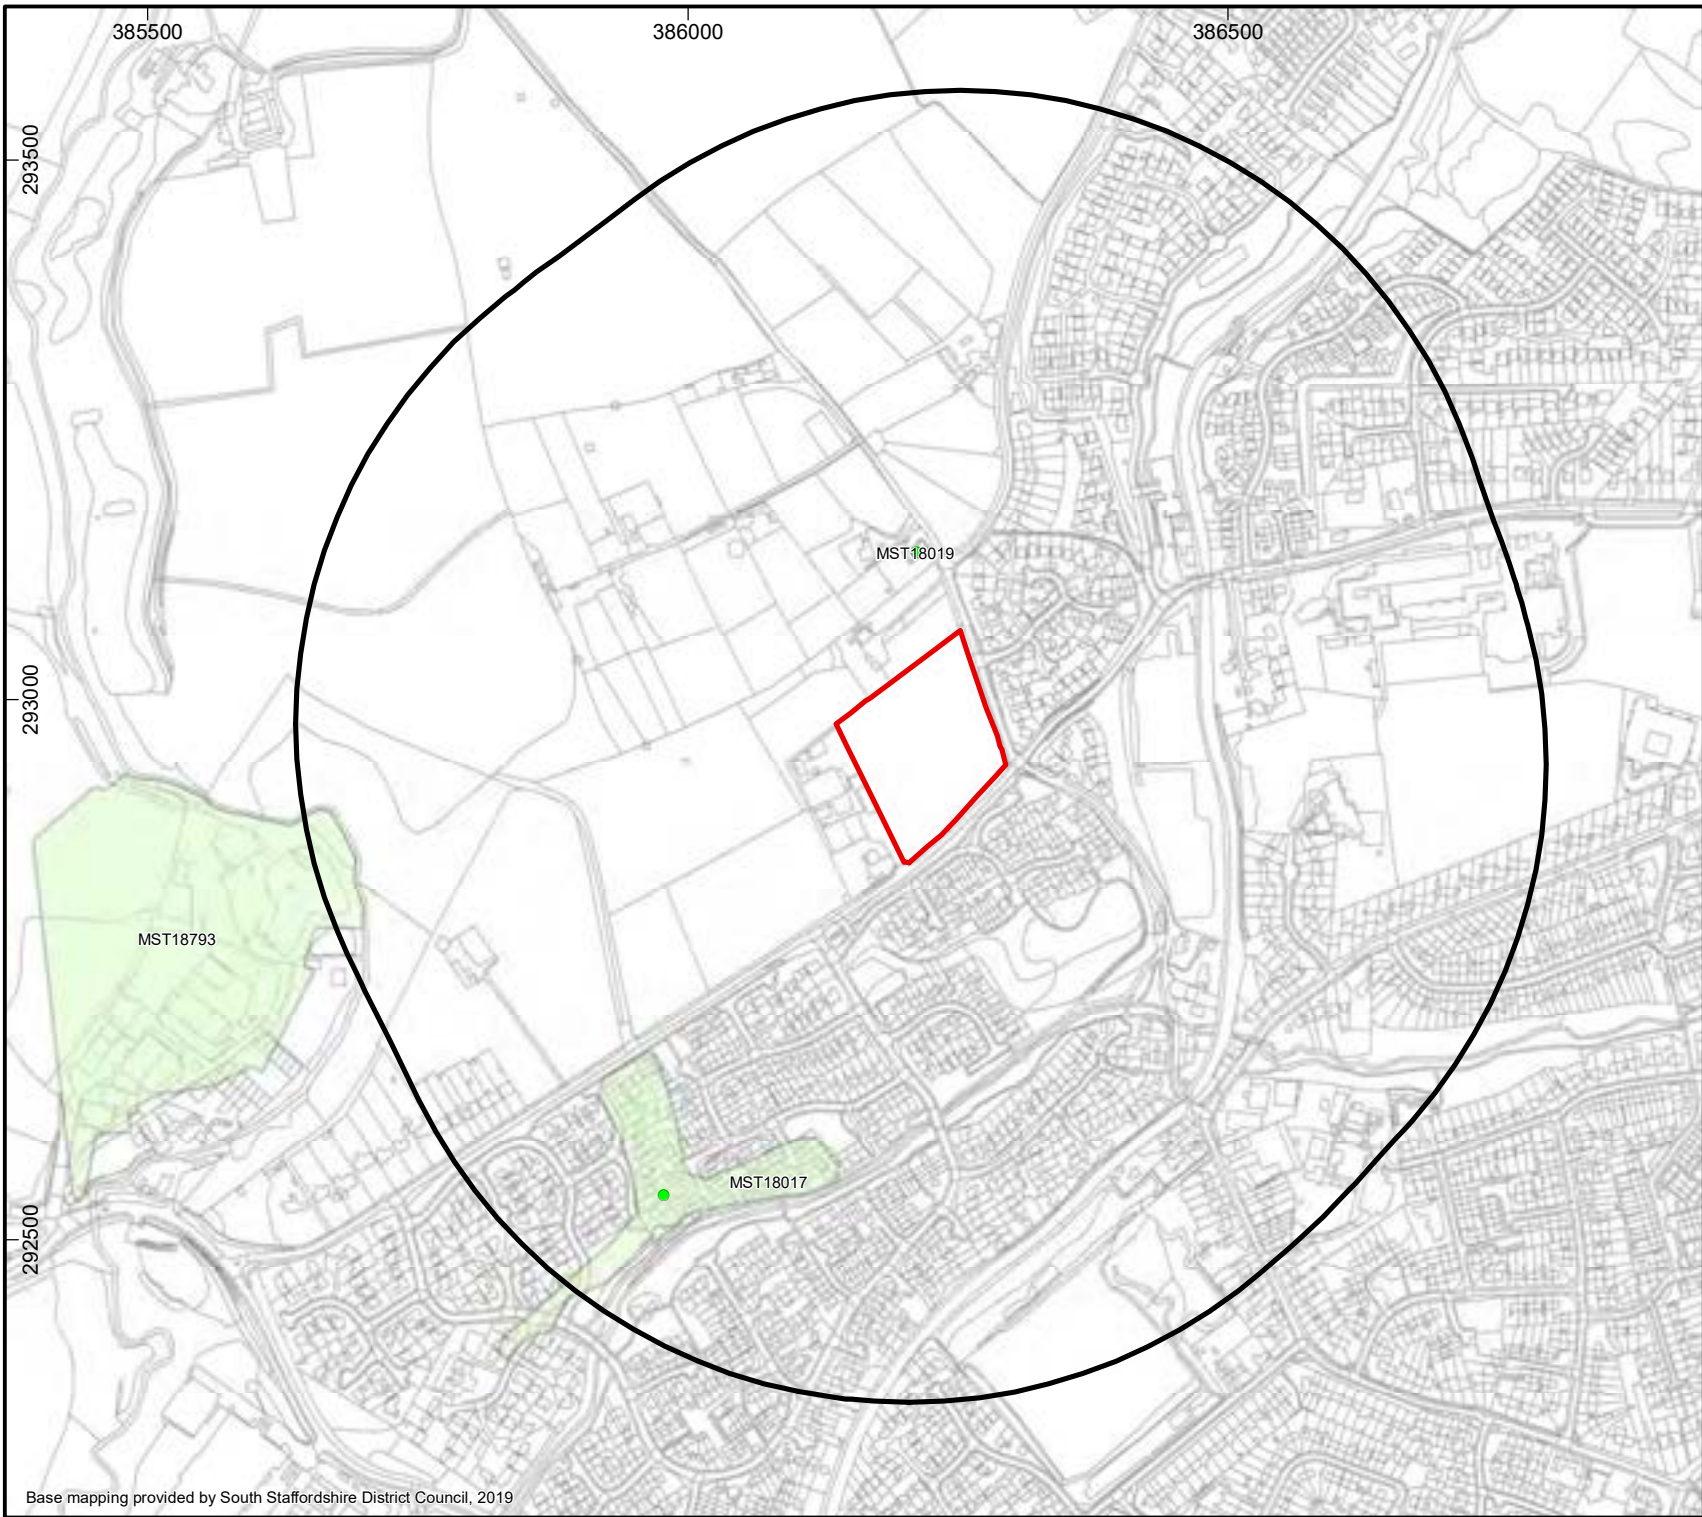 385500
386000
386500
293500
MST18019
293000
MST18793
MST18017
292500
Base mapping provided by South Staffordshire District Council, 2019